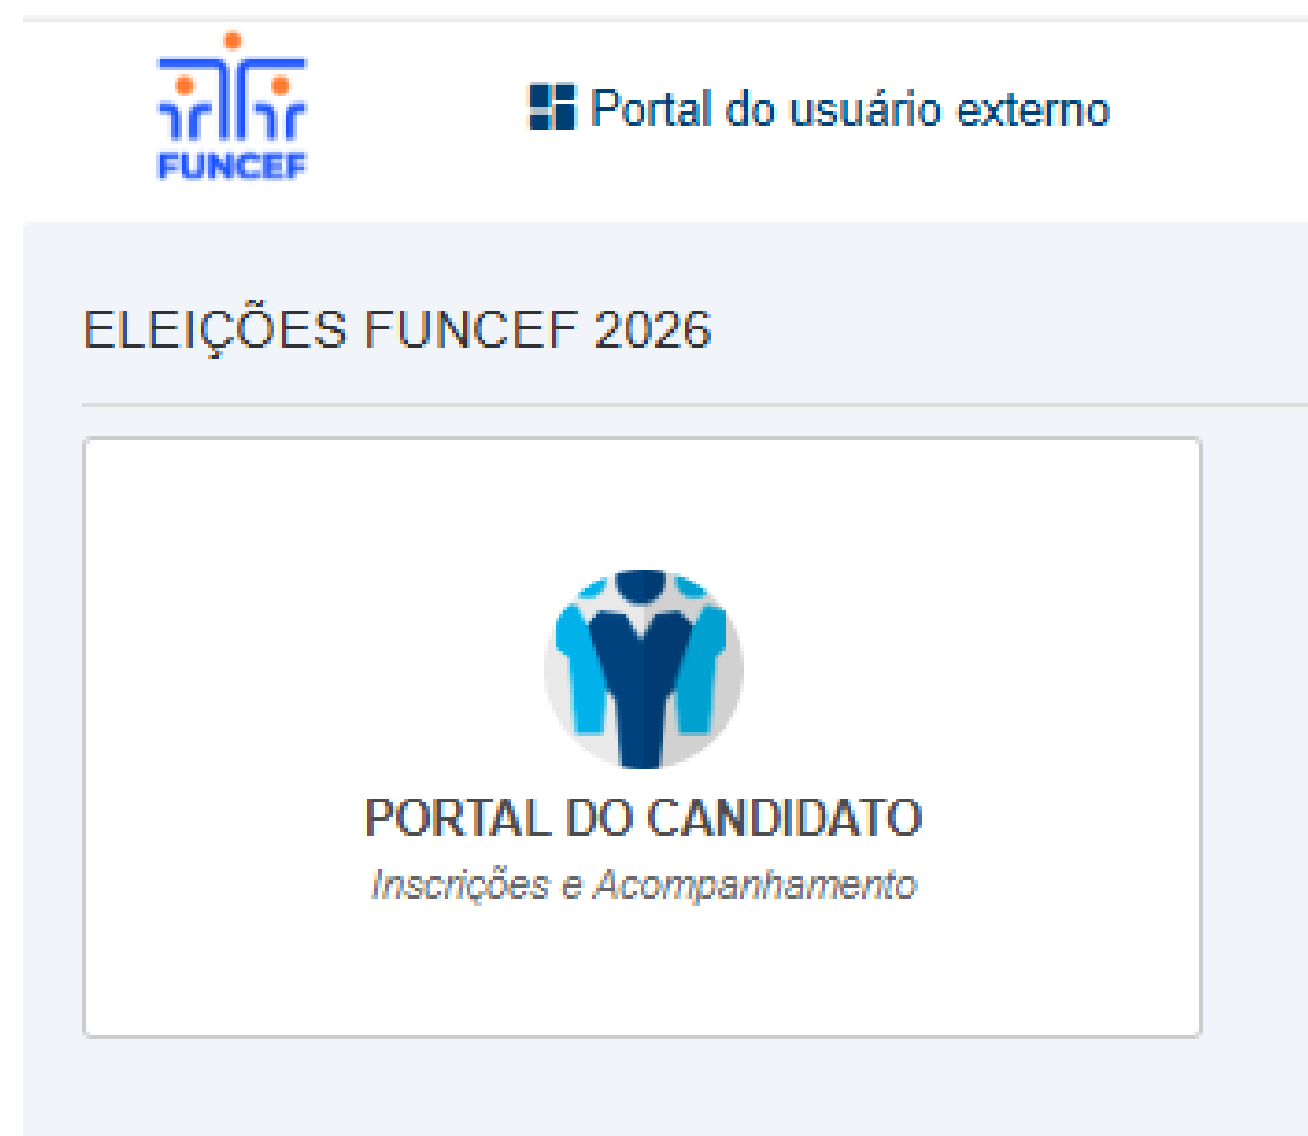 FUNCEF
Portal do usuário externo
ELEIÇÕES FUNCEF 2026
PORTAL DO CANDIDATO
Inscrições e Acompanhamento